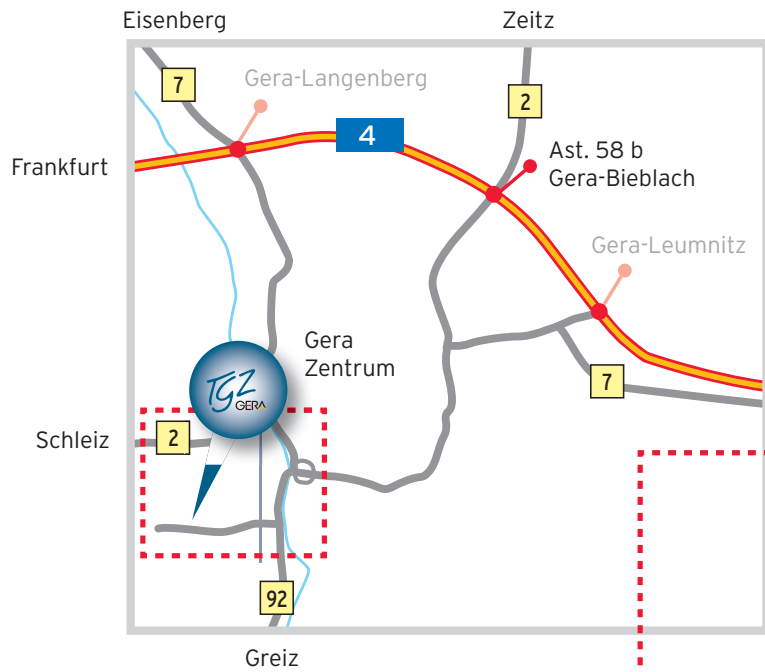 Eisenberg
Zeitz
7
Gera-Langenberg
2
4
Frankfurt
Ast. 58 b
Gera-Bieblach
Gera-Leumnitz
Gera
Zentrum
TGZ
GERA
7
Schleiz
2
92
Greiz